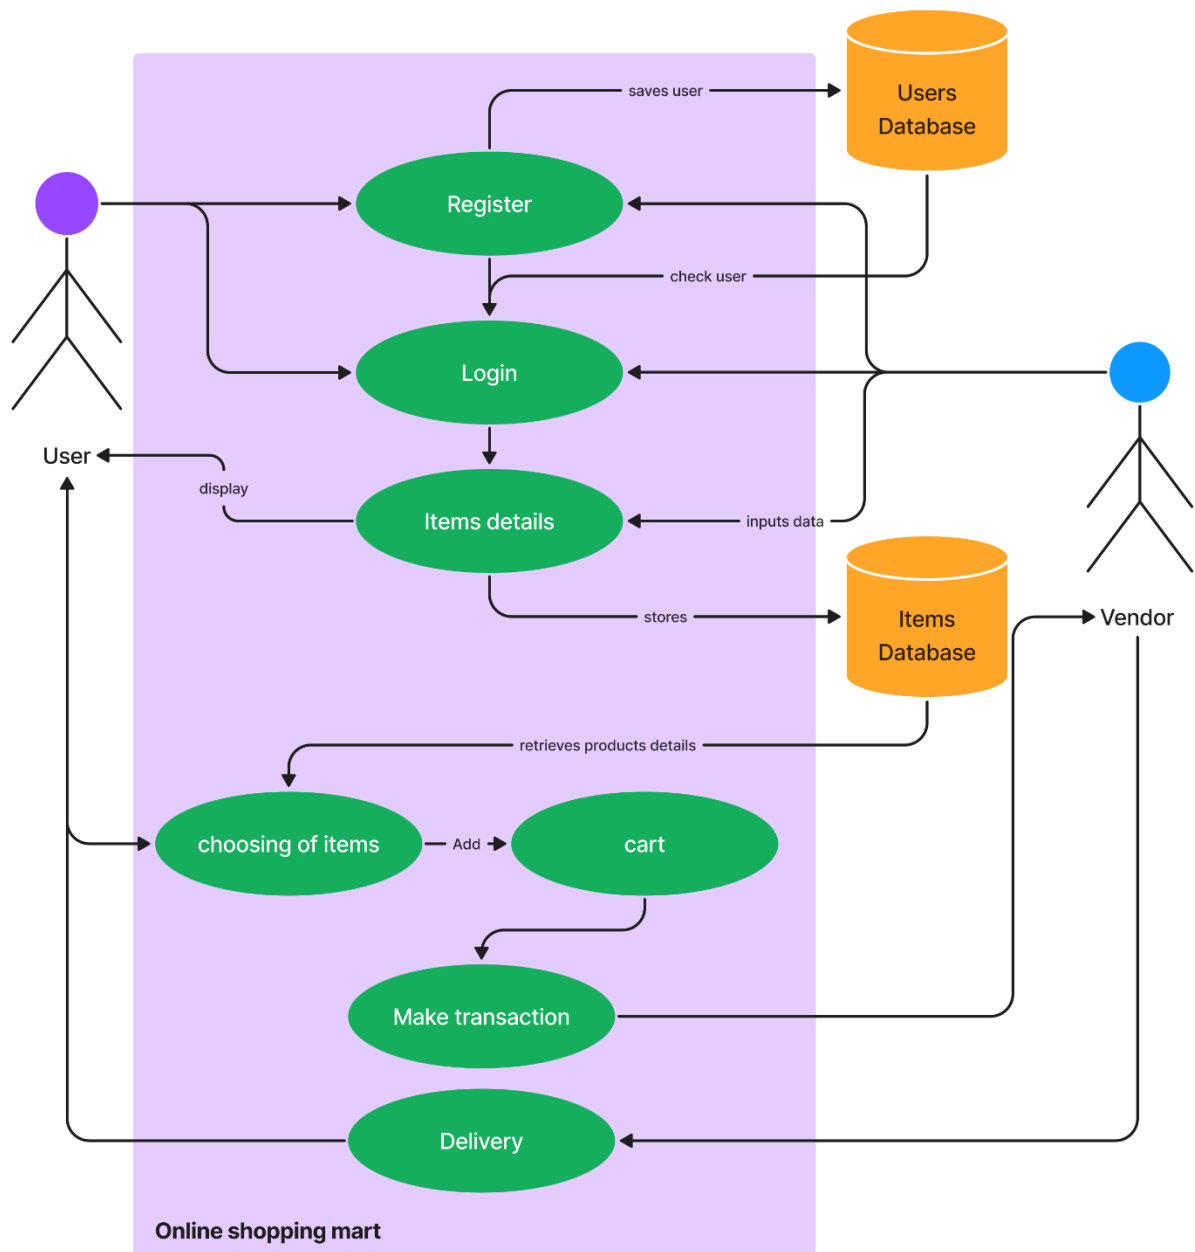 saves user
Users
Database
Register
check user
Login
User
display
Items details
inputs data
stores
Items
Database
Vendor
retrieves products details
choosing of items
Add
cart
Make transaction
Delivery
Online shopping mart